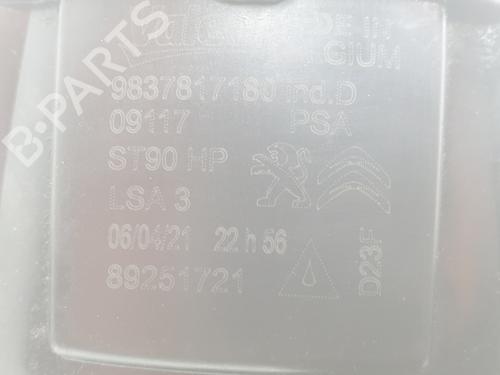 DE IN
GIUM
9837817180 Ind.D
09117 PSA
ST90 HP
LSA 3
06/04/21 22 h 56
89251721
D23F
B-PARTS